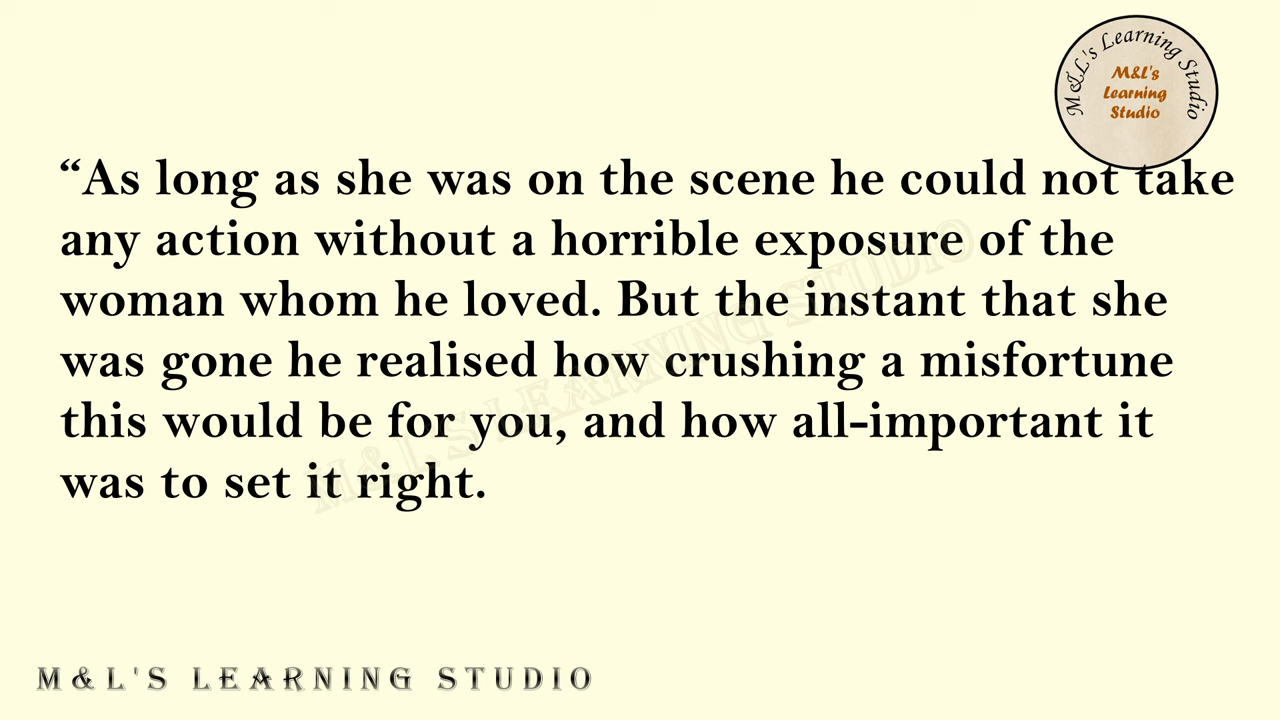 M&L's Learning Studio
M&L's
Learning
Studio
“As long as she was on the scene he could not take
any action without a horrible exposure of the
woman whom he loved. But the instant that she
was gone he realised how crushing a misfortune
this would be for you, and how all-important it
was to set it right.
M&L'S LEARNING STUDIO
M&L'S LEARNING STUDIO